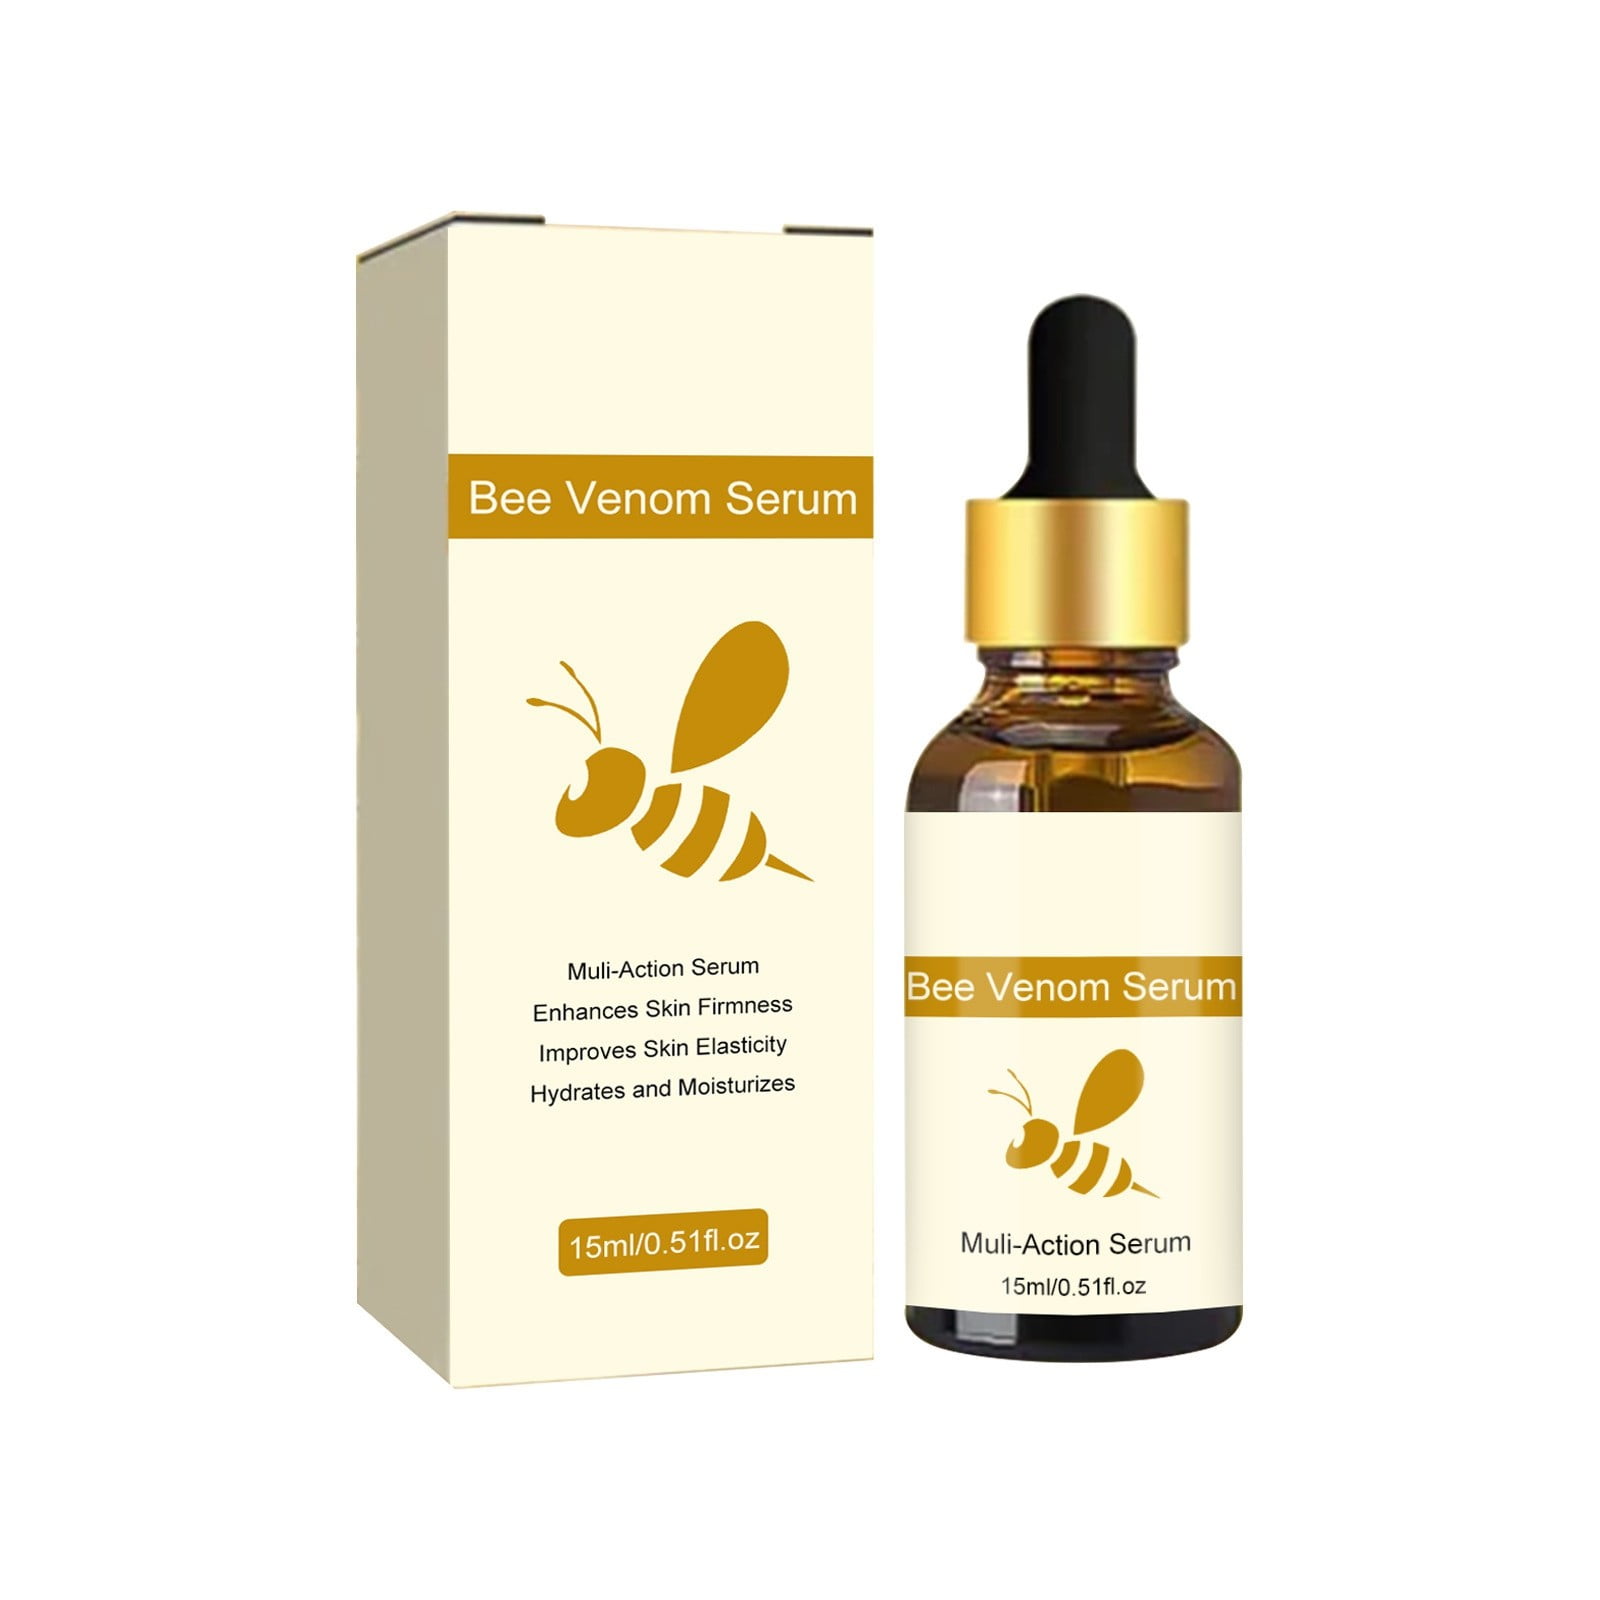 Bee Venom Serum
Muli-Action Serum
Enhances Skin Firmness
Improves Skin Elasticity
Hydrates and Moisturizes
15ml/0.51fl.oz
Bee Venom Serum
Muli-Action Serum
15ml/0.51fl.oz